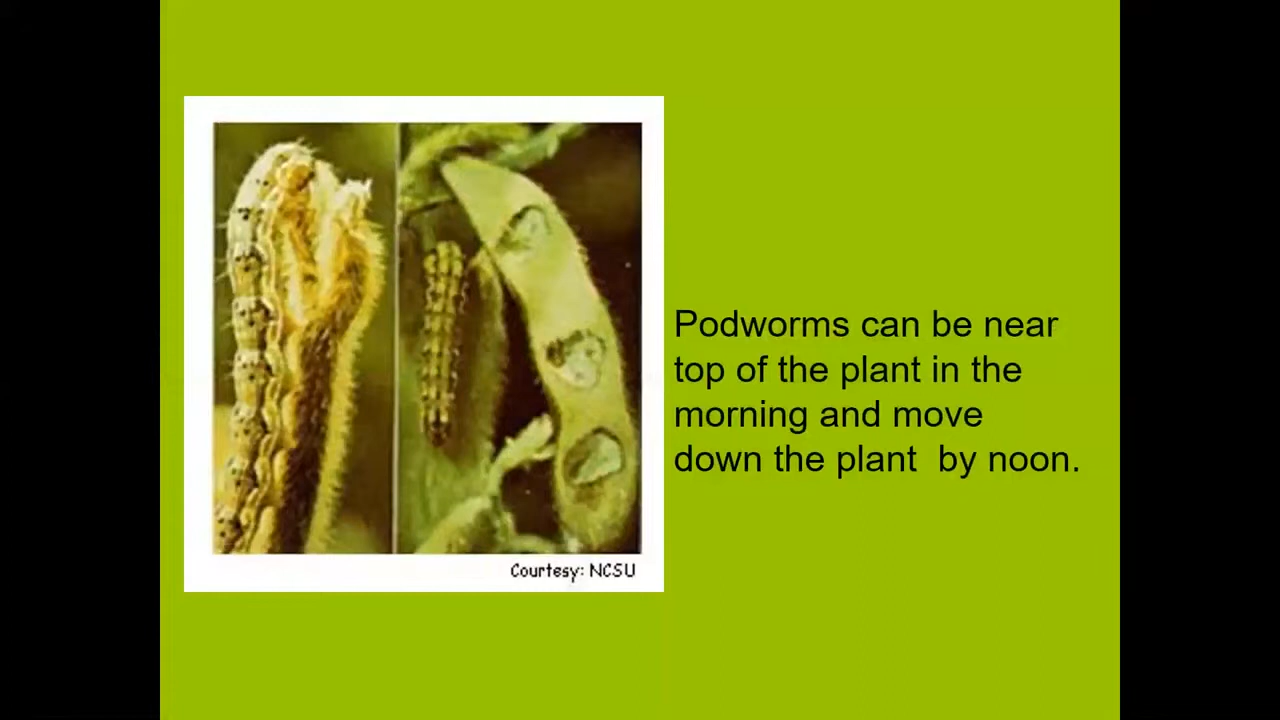 Podworms can be near
top of the plant in the
morning and move
down the plant  by noon.
Courtesy: NCSU